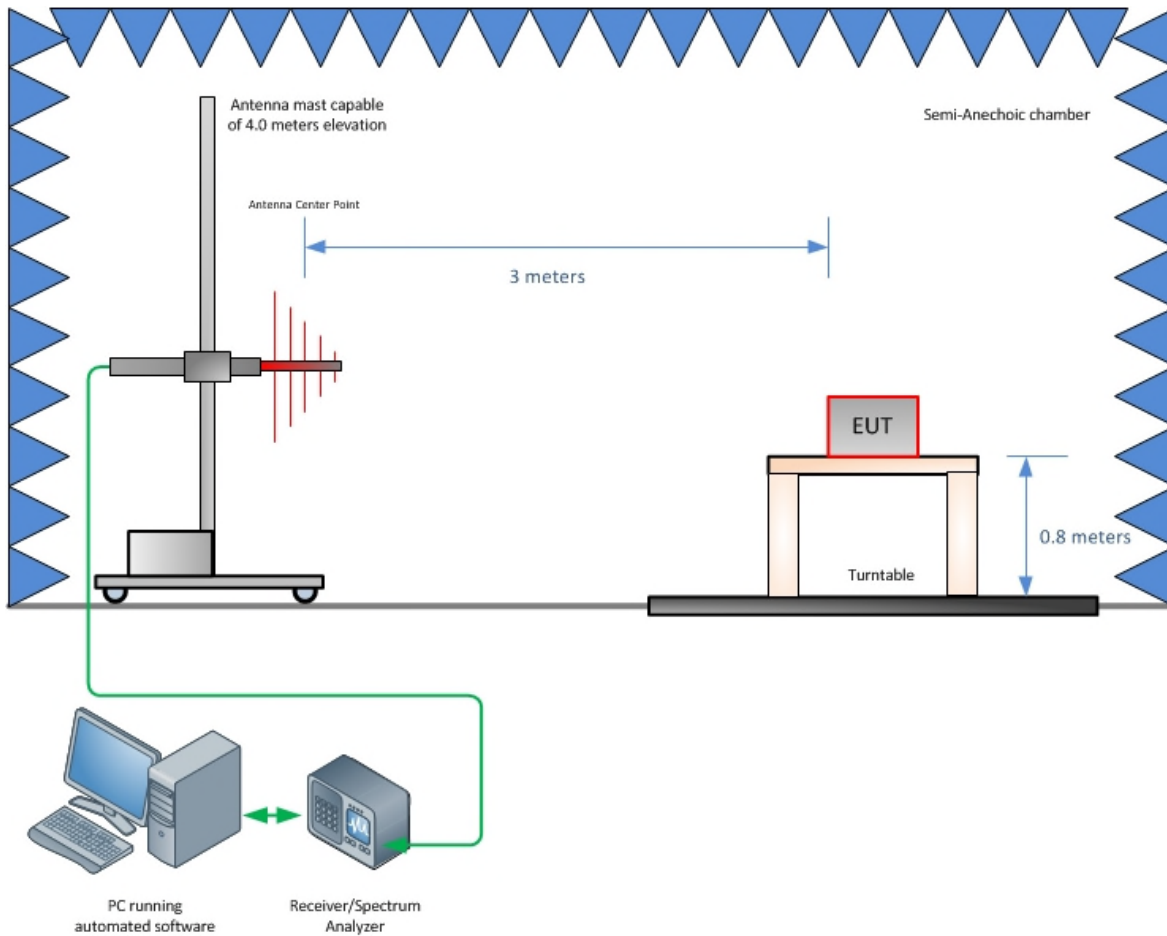 Antenna mast capable
of 4.0 meters elevation
Semi-Anechoic chamber
Antenna Center Point
3 meters
EUT
0.8 meters
Turntable
PC running
automated software
Receiver/Spectrum
Analyzer